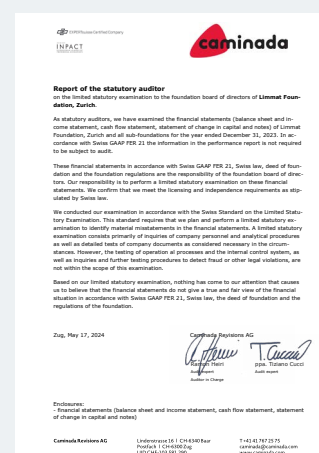 EXPERTsuisse Certified Company
INPACT
caminada
Report of the statutory auditor
on the limited statutory examination to the foundation board of directors of Limmat Foun-
dation, Zurich.
As statutory auditors, we have examined the financial statements (balance sheet and in-
come statement, cash flow statement, statement of change in capital and notes) of Limmat
Foundation, Zurich and all sub-foundations for the year ended December 31, 2023. In ac-
cordance with Swiss GAAP FER 21 the information in the performance report is not required
to be subject to audit.
These financial statements in accordance with Swiss GAAP FER 21, Swiss law, deed of foun-
dation and the foundation regulations are the responsibility of the foundation board of direc-
tors. Our responsibility is to perform a limited statutory examination on these financial
statements. We confirm that we meet the licensing and independence requirements as stip-
ulated by Swiss law.
We conducted our examination in accordance with the Swiss Standard on the Limited Statu-
tory Examination. This standard requires that we plan and perform a limited statutory ex-
amination to identify material misstatements in the financial statements. A limited statutory
examination consists primarily of inquiries of company personnel and analytical procedures
as well as detailed tests of company documents as considered necessary in the circum-
stances. However, the testing of operational processes and the internal control system, as
well as inquiries and further testing procedures to detect fraud or other legal violations, are
not within the scope of this examination.
Based on our limited statutory examination, nothing has come to our attention that causes
us to believe that the financial statements do not give a true and fair view of the financial
situation in accordance with Swiss GAAP FER 21, Swiss law, the deed of foundation and the
regulations of the foundation.
Zug, May 17, 2024
Caminada Revisions AG
Ramon Heiri
ppa. Tiziano Cucci
Audit expert
Audit expert
Auditor in Charge
Enclosures:
- financial statements (balance sheet and income statement, cash flow statement, statement
of change in capital and notes)
Caminada Revisions AG
Lindenstrasse 16 I CH-6340 Baar
T +41 41 767 25 75
Postfach I CH-6300 Zug
caminada@caminada.com